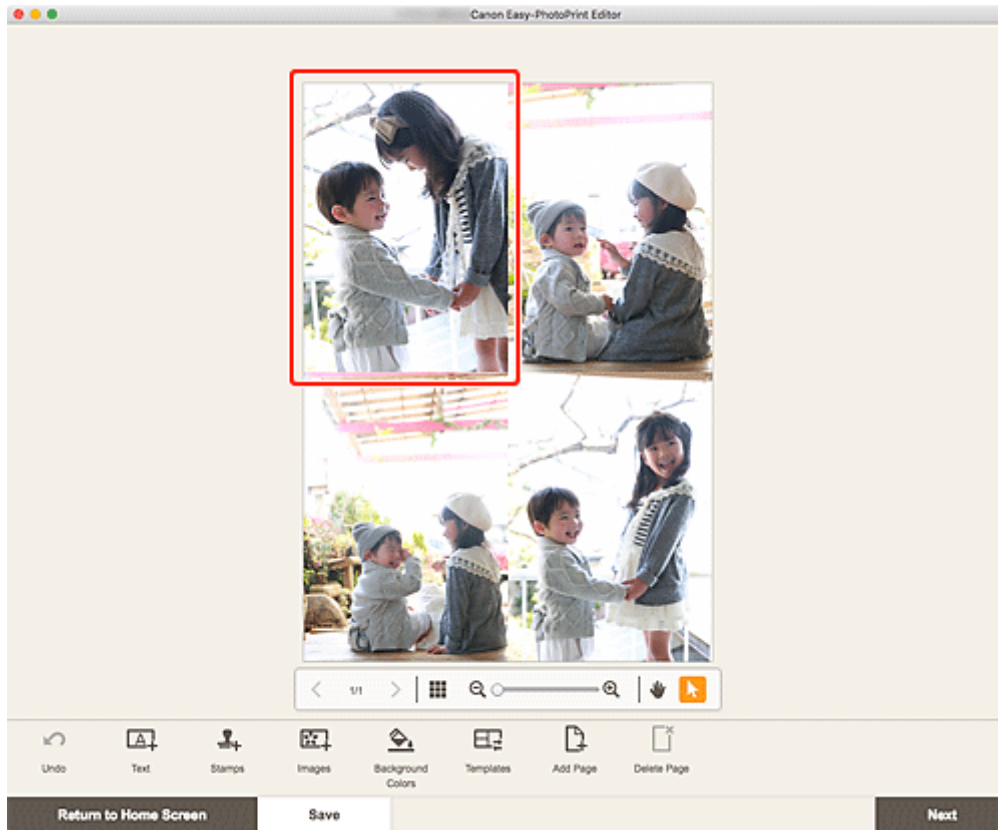 Canon Easy-PhotoPrint Editor
1/1
Undo
Text
Stamps
Images
Background
Colors
Templates
Add Page
Delete Page
Return to Home Screen
Save
Next